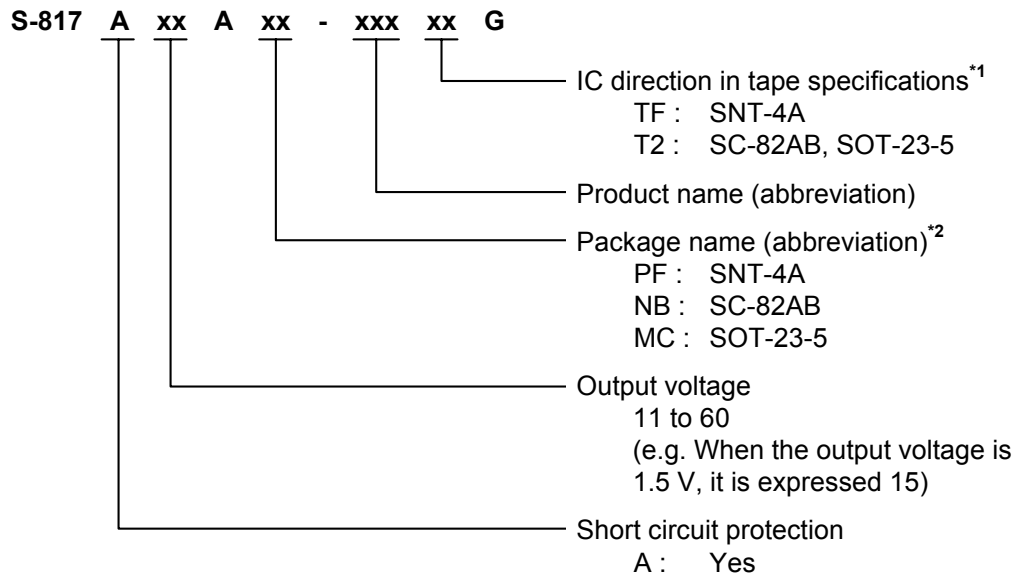 S-817 A xx A xx - xxx xx G
IC direction in tape specifications*1
TF : SNT-4A
T2 : SC-82AB, SOT-23-5
Product name (abbreviation)
Package name (abbreviation)*2
PF : SNT-4A
NB : SC-82AB
MC : SOT-23-5
Output voltage
11 to 60
(e.g. When the output voltage is
1.5 V, it is expressed 15)
Short circuit protection
A : Yes